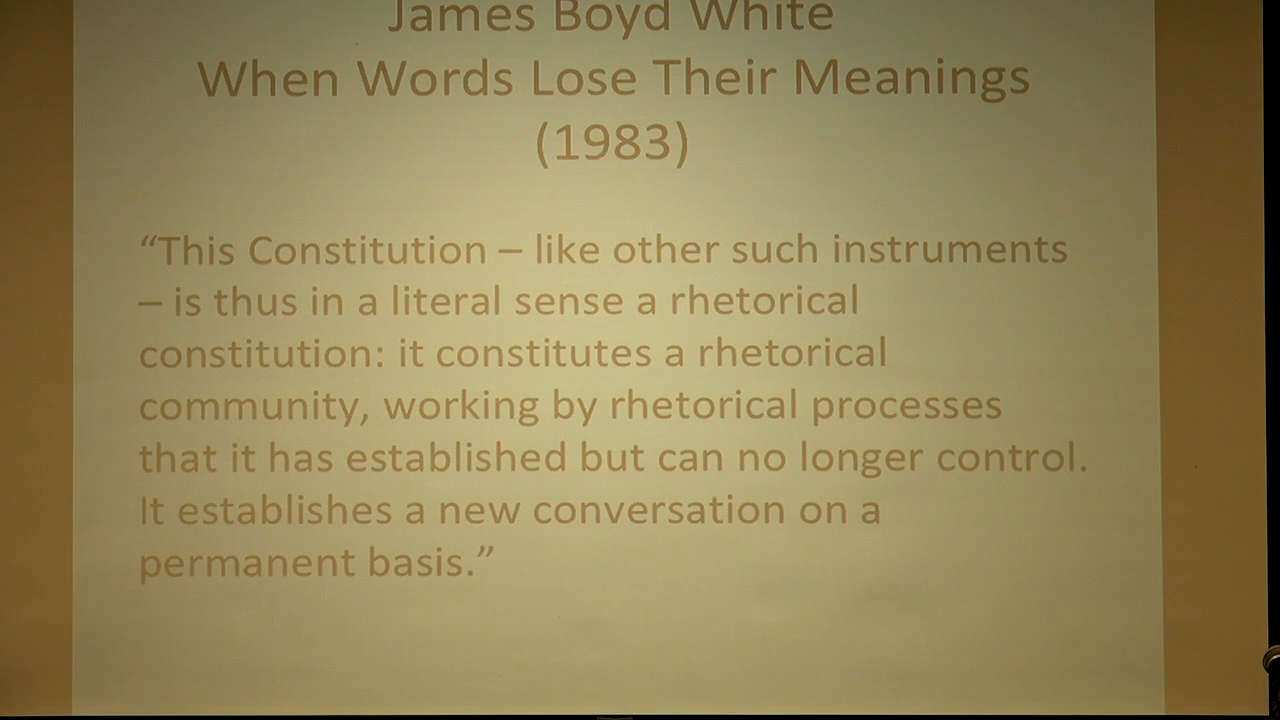 James Boyd White
When Words Lose Their Meanings
(1983)
“This Constitution – like other such instruments
– is thus in a literal sense a rhetorical
constitution: it constitutes a rhetorical
community, working by rhetorical processes
that it has established but can no longer control.
It establishes a new conversation on a
permanent basis.”